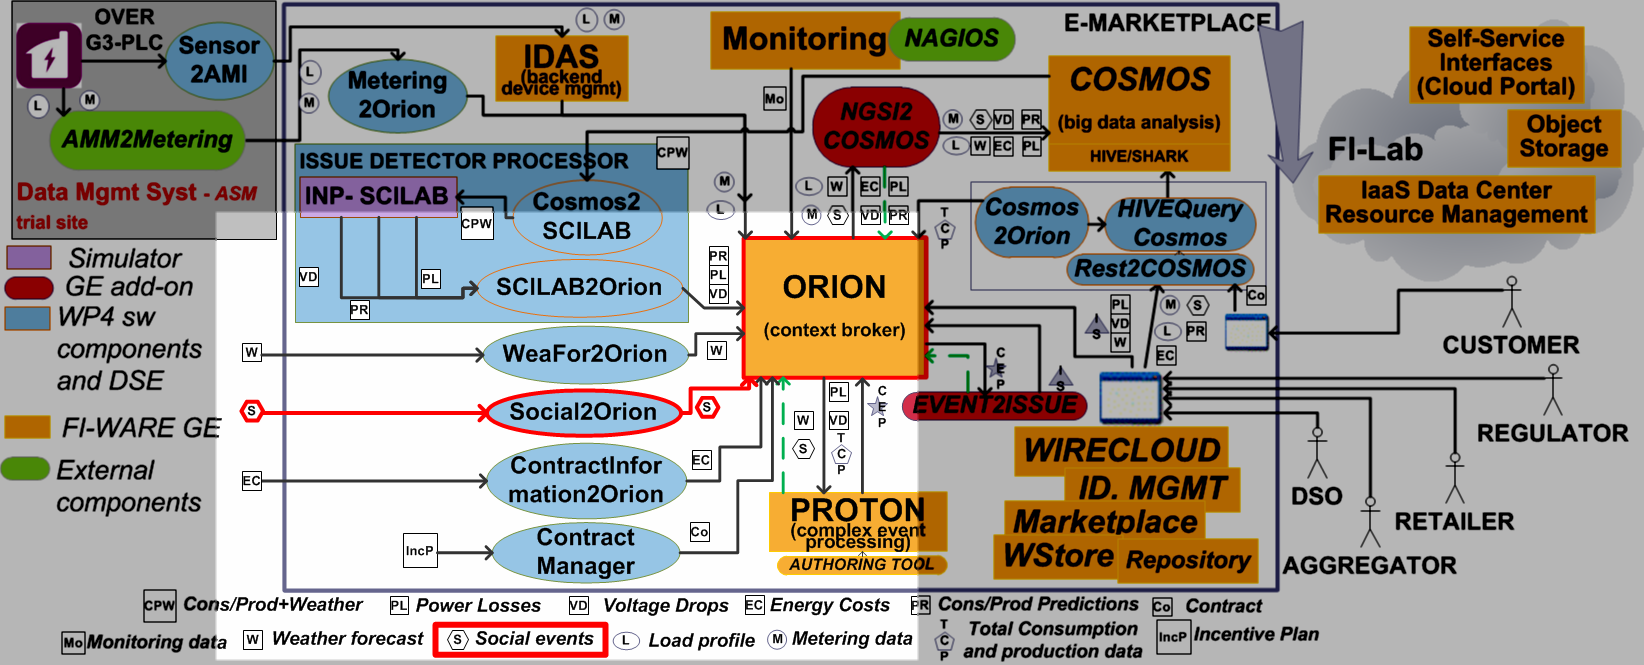 OVER
G3-PLC
Sensor
2AMI
L
M
AMM2Metering
Data Mgmt Syst - ASM
trial site
Simulator
GE add-on
WP4 sw
components
and DSE
FI-WARE GE
External
components
L
M
L
M
Metering
2Orion
IDAS
(backend
device mgmt)
Monitoring
NAGIOS
E-MARKETPLACE
Mo
NGSI2
COSMOS
M
S
VD
PR
L
W
EC
PL
COSMOS
(big data analysis)
HIVE/SHARK
Self-Service
Interfaces
(Cloud Portal)
Object
Storage
FI-Lab
IaaS Data Center
Resource Management
ISSUE DETECTOR PROCESSOR
CPW
INP- SCILAB
CPW
Cosmos2
SCILAB
VD
PR
PL
SCILAB2Orion
M
L
PR
PL
VD
L
W
EC
PL
M
S
VD
PR
T
C
P
Cosmos
2Orion
HIVEQuery
Cosmos
Rest2COSMOS
ORION
(context broker)
W
WeaFor2Orion
W
S
Social2Orion
S
EC
ContractInfor
mation2Orion
EC
IncP
Contract
Manager
Co
PL
W
VD
S
T
C
P
C
E
P
PROTON
(complex event
processing)
AUTHORING TOOL
C
E
P
I
S
EVENT2ISSUE
I
S
PL
VD
W
M
S
L
PR
EC
Co
CUSTOMER
REGULATOR
DSO
RETAILER
AGGREGATOR
WIRECLOUD
ID. MGMT
Marketplace
WStore
Repository
CPW Cons/Prod+Weather
PL Power Losses
VD Voltage Drops
EC Energy Costs
PR Cons/Prod Predictions
Co Contract
Mo Monitoring data
W Weather forecast
S Social events
L Load profile
M Metering data
T
C
P
Total Consumption
and production data
IncP Incentive Plan